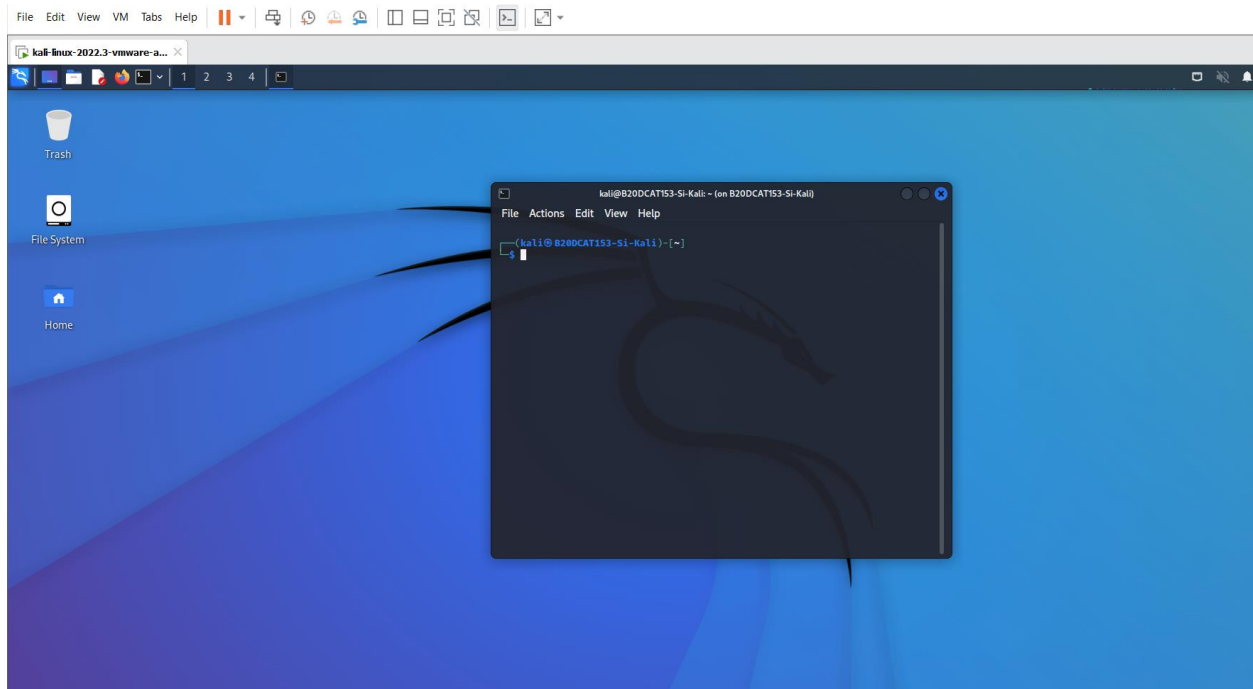 File Edit View VM Tabs Help
kali-linux-2022.3-vmware-a...
1 2 3 4
Trash
File System
Home
kali@B20DCAT153-Si-Kali: ~ (on B20DCAT153-Si-Kali)
File Actions Edit View Help
(kali㉿B20DCAT153-Si-Kali)-[~]
$